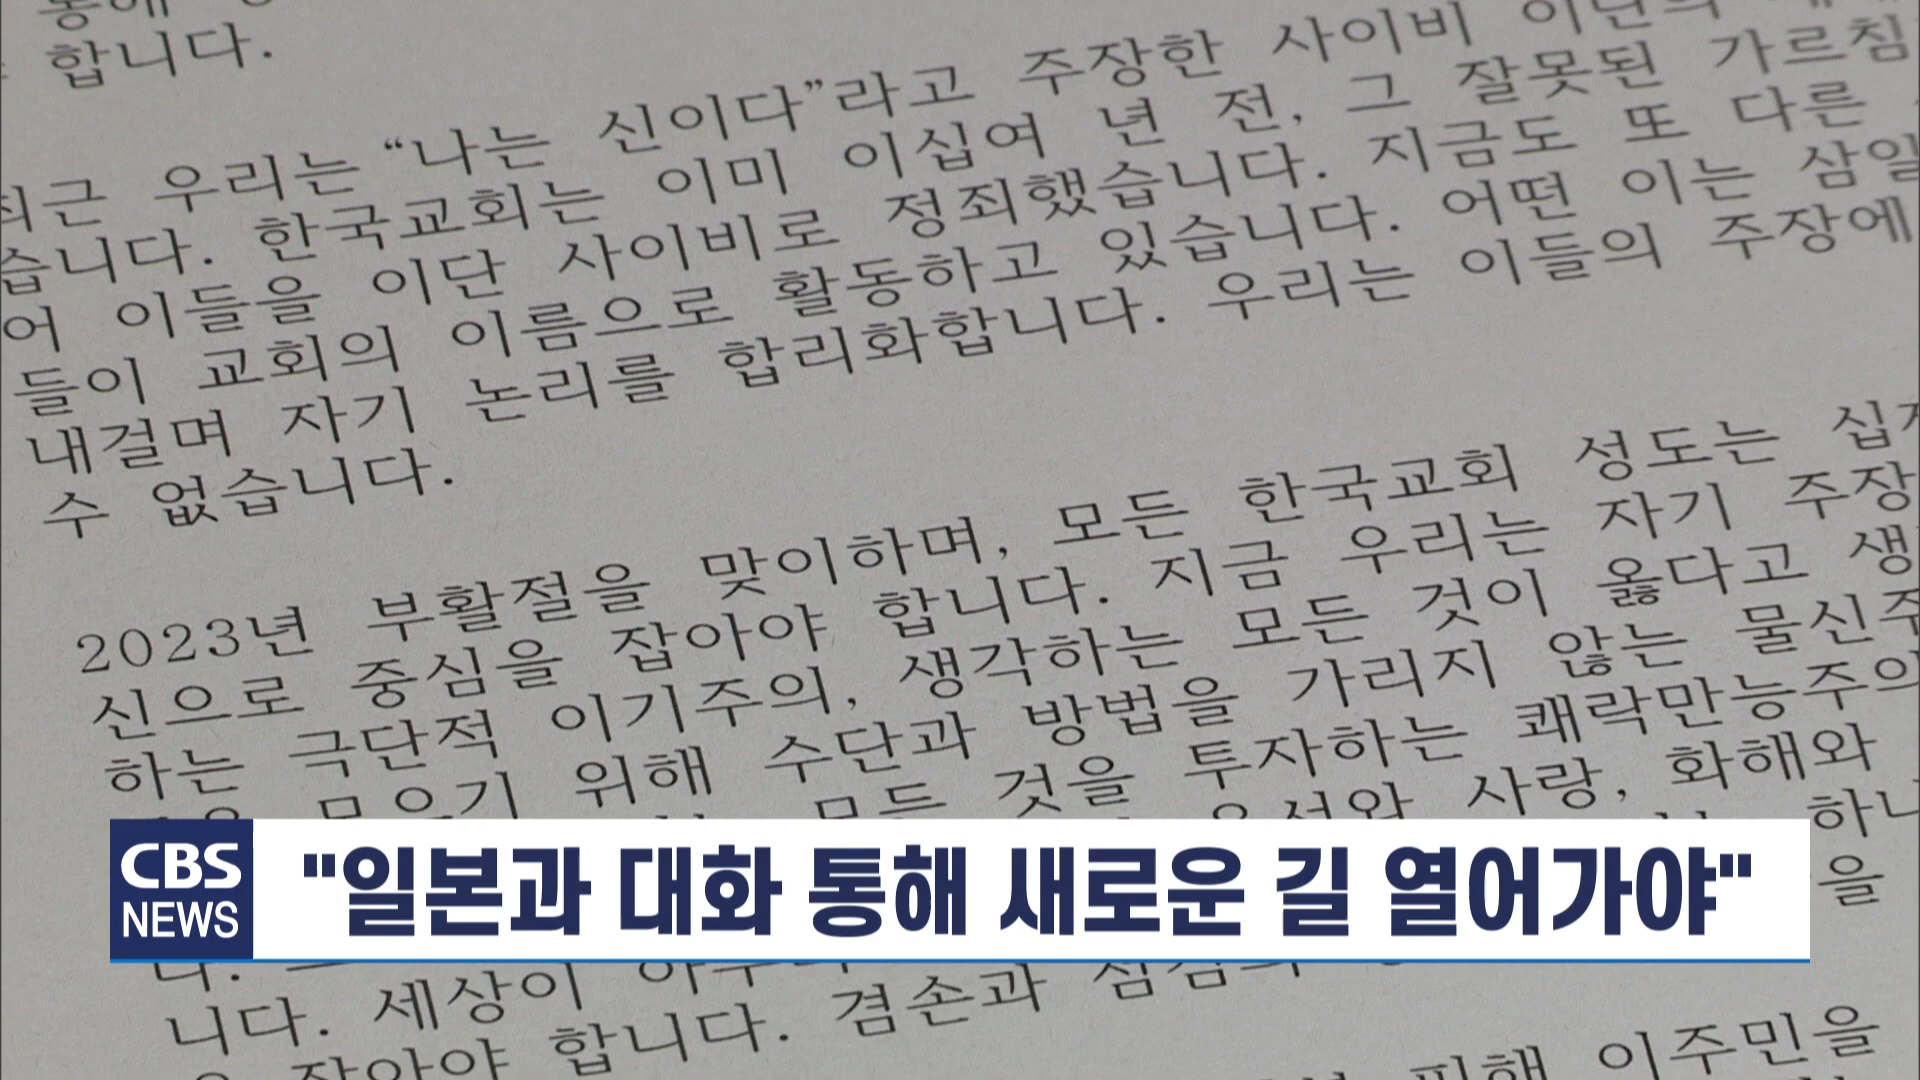 합니다.
최근 우리는 “나는 신이다”라고 주장한 사이비 이단의
습니다. 한국교회는 이미 이십여 년 전, 그 잘못된 가르침
어 이들을 이단 사이비로 정죄했습니다. 지금도 또 다른
들이 교회의 이름으로 활동하고 있습니다. 어떤 이는 삼일
내걸며 자기 논리를 합리화합니다. 우리는 이들의 주장에
수 없습니다.
2023년 부활절을 맞이하며, 모든 한국교회 성도는 십자
신으로 중심을 잡아야 합니다. 지금 우리는 자기 주장
하는 극단적 이기주의, 생각하는 모든 것이 옳다고 생
모으기 위해 수단과 방법을 가리지 않는 물신주
모든 것을 투자하는 쾌락만능주의
사랑, 화해와
하나
을
CBS NEWS
"일본과 대화 통해 새로운 길 열어가야"
니다. 세상이
잡아야 합니다. 겸손과
피해 이주민을